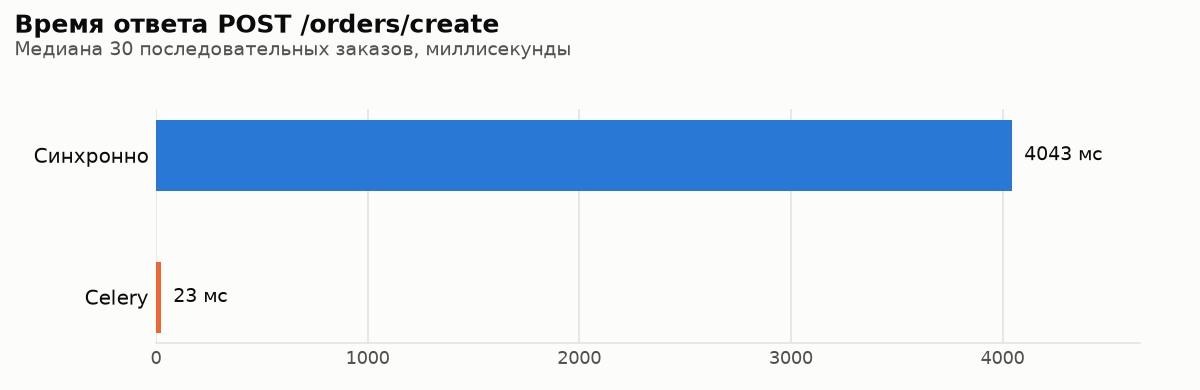 Время ответа POST /orders/create
Медиана 30 последовательных заказов, миллисекунды
Синхронно
4043 мс
Celery
23 мс
0 1000 2000 3000 4000